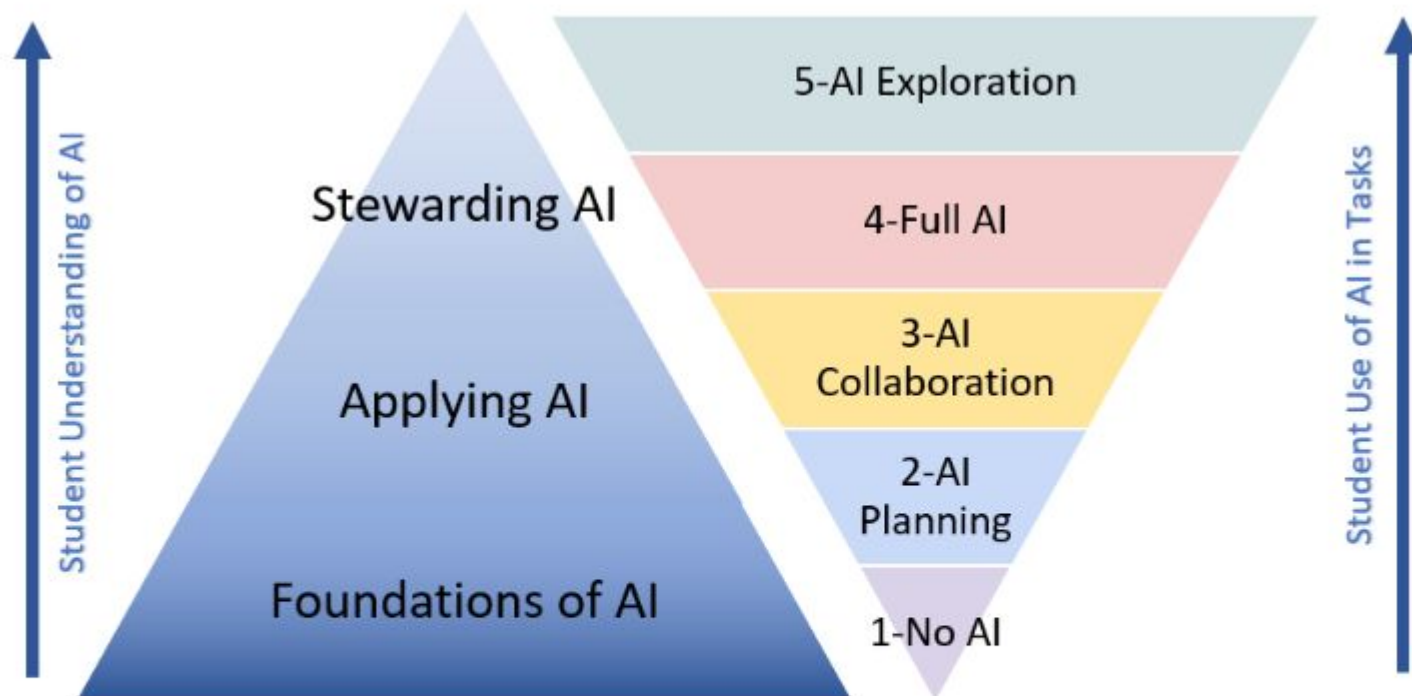 Student Understanding of AI
Stewarding AI
Applying AI
Foundations of AI
5-AI Exploration
4-Full AI
3-AI
Collaboration
2-AI
Planning
1-No AI
Student Use of AI in Tasks